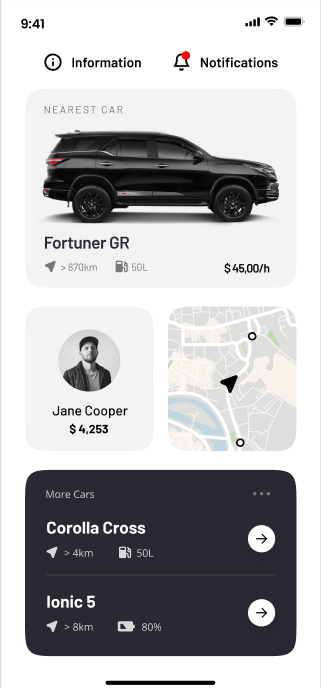 9:41
Information Notifications
NEAREST CAR
Fortuner GR
> 870km 50L $ 45,00/h
Jane Cooper
$ 4,253
More Cars
Corolla Cross
> 4km 50L
Ionic 5
> 8km 80%